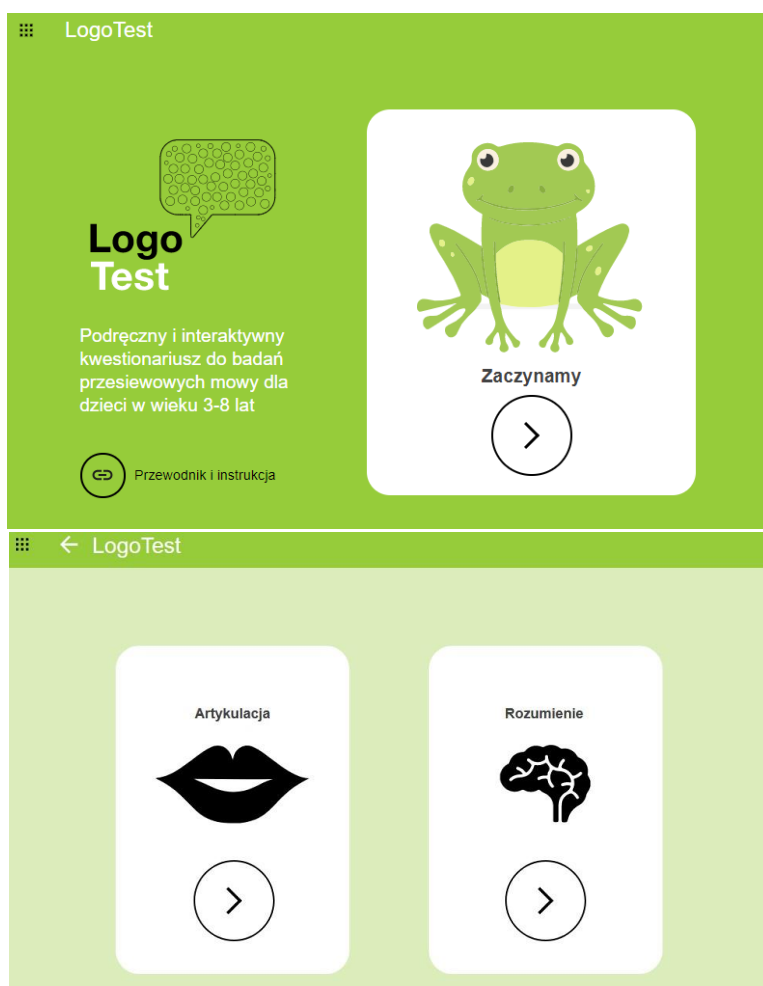 LogoTest
Logo
Test
Podręczny i interaktywny
kwestionariusz do badań
przesiewowych mowy dla
dzieci w wieku 3-8 lat
Przewodnik i instrukcja
Zaczynamy
LogoTest
Artykulacja
Rozumienie